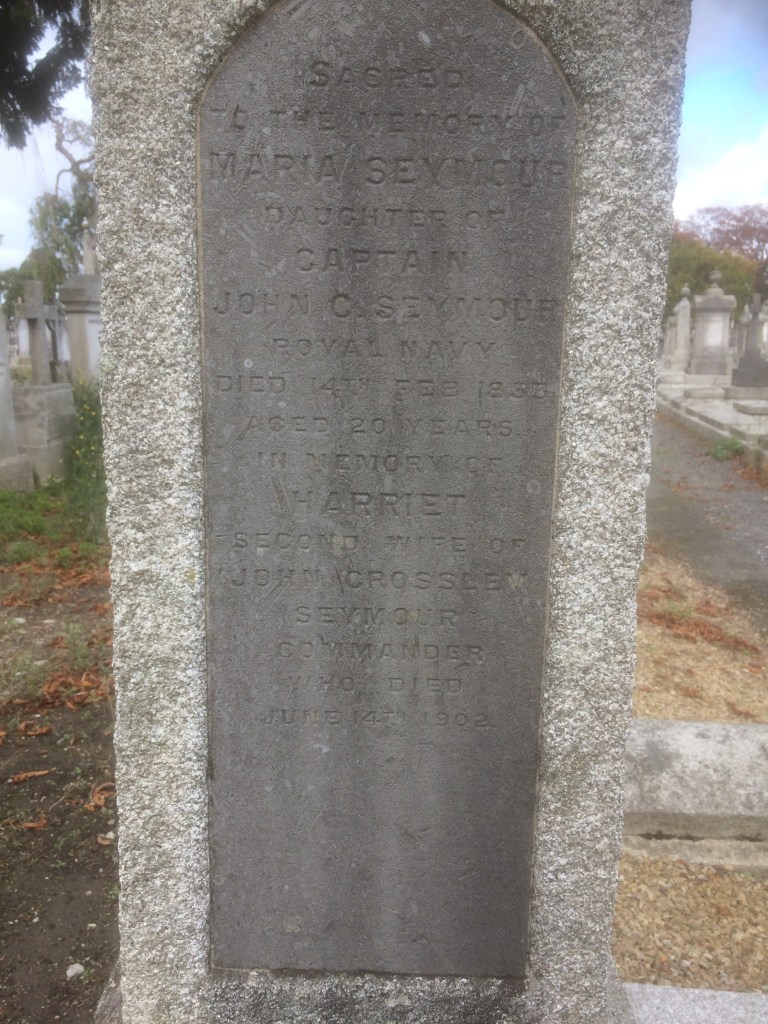 SACRED
TO THE MEMORY OF
MARIA SEYMOUR
DAUGHTER OF
CAPTAIN
JOHN C. SEYMOUR
ROYAL NAVY
DIED 14TH FEB
AGED 20 YEARS
IN MEMORY OF
HARRIET
SECOND WIFE OF
JOHN CROSSLEY
SEYMOUR
COMMANDER
WHO DIED
JUNE 14TH 1902.